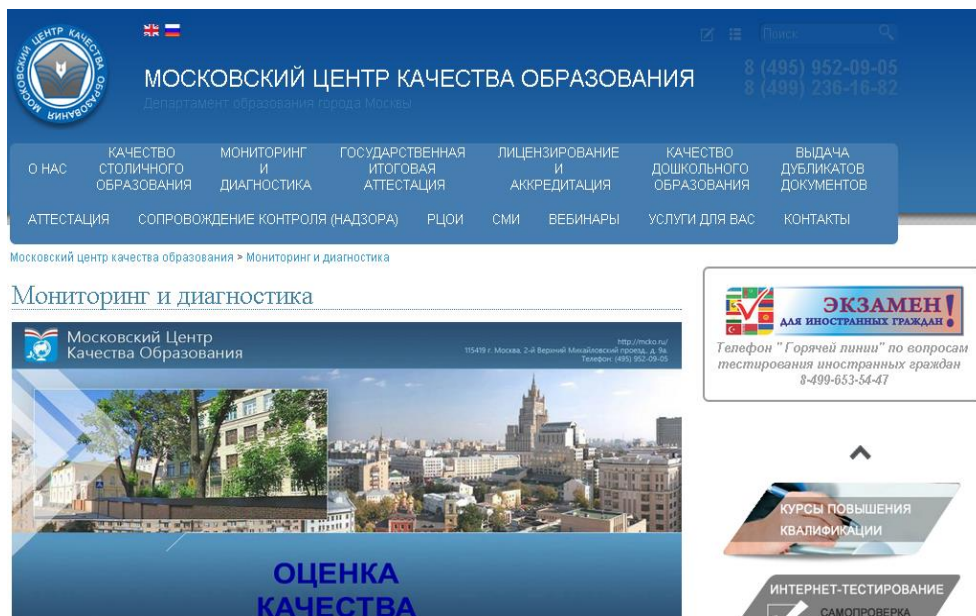 МОСКОВСКИЙ ЦЕНТР КАЧЕСТВА ОБРАЗОВАНИЯ
Поиск
МОСКОВСКИЙ ЦЕНТР КАЧЕСТВА ОБРАЗОВАНИЯ
8 (495) 952-09-05
8 (499) 236-16-82
Департамент образования города Москвы
О НАС
КАЧЕСТВО
СТОЛИЧНОГО
ОБРАЗОВАНИЯ
МОНИТОРИНГ
И
ДИАГНОСТИКА
ГОСУДАРСТВЕННАЯ
ИТОГОВАЯ
АТТЕСТАЦИЯ
ЛИЦЕНЗИРОВАНИЕ
И
АККРЕДИТАЦИЯ
КАЧЕСТВО
ДОШКОЛЬНОГО
ОБРАЗОВАНИЯ
ВЫДАЧА
ДУБЛИКАТОВ
ДОКУМЕНТОВ
АТТЕСТАЦИЯ
СОПРОВОЖДЕНИЕ КОНТРОЛЯ (НАДЗОРА)
РЦОИ
СМИ
ВЕБИНАРЫ
УСЛУГИ ДЛЯ ВАС
КОНТАКТЫ
Московский центр качества образования » Мониторинг и диагностика
Мониторинг и диагностика
Московский Центр
Качества Образования
http://mcko.ru/
115419 г. Москва, 2-й Верхний Михайловский проезд, д. 9а.
Телефон: (495) 952-09-05
ОЦЕНКА
КАЧЕСТВА
ЭКЗАМЕН!
ДЛЯ ИНОСТРАННЫХ ГРАЖДАН
Телефон "Горячей линии" по вопросам
тестирования иностранных граждан
8-499-653-54-47
КУРСЫ ПОВЫШЕНИЯ
КВАЛИФИКАЦИИ
ИНТЕРНЕТ-ТЕСТИРОВАНИЕ
САМОПРОВЕРКА